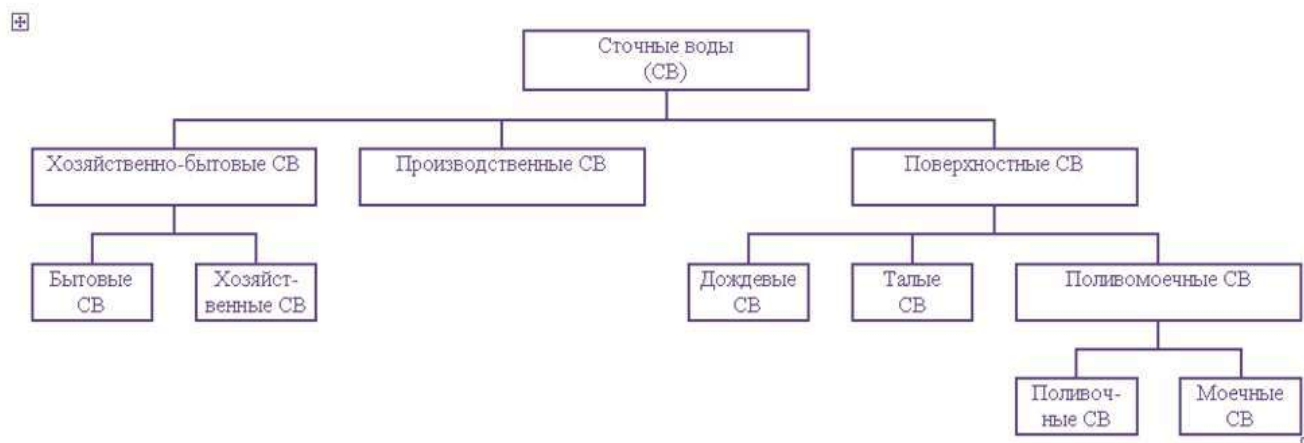 Сточные воды
(СВ)
Хозяйственно-бытовые СВ
Производственные СВ
Поверхностные СВ
Бытовые
СВ
Хозяйст-
венные СВ
Дождевые
СВ
Талые
СВ
Поливомоечные СВ
Поливоч-
ные СВ
Моечные
СВ